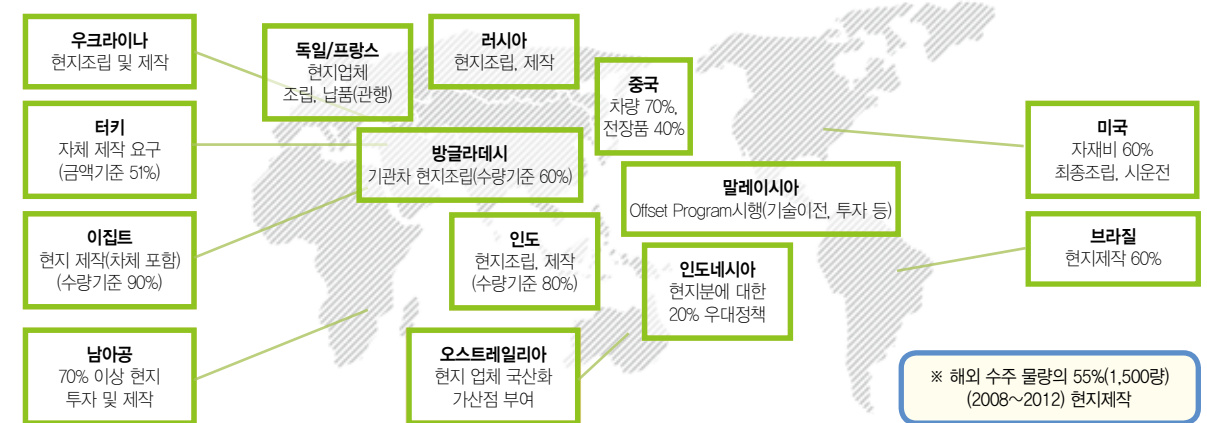 우크라이나
현지조립 및 제작
독일/프랑스
현지업체
조립, 납품(관행)
러시아
현지조립, 제작
중국
차량 70%,
전장품 40%
터키
자체 제작 요구
(금액기준 51%)
방글라데시
기관차 현지조립(수량기준 60%)
미국
자재비 60%
최종조립, 시운전
말레이시아
Offset Program시행(기술이전, 투자 등)
이집트
현지 제작(차체 포함)
(수량기준 90%)
인도
현지조립, 제작
(수량기준 80%)
인도네시아
현지분에 대한
20% 우대정책
브라질
현지제작 60%
남아공
70% 이상 현지
투자 및 제작
오스트레일리아
현지 업체 국산화
가산점 부여
※ 해외 수주 물량의 55%(1,500량)
(2008~2012) 현지제작